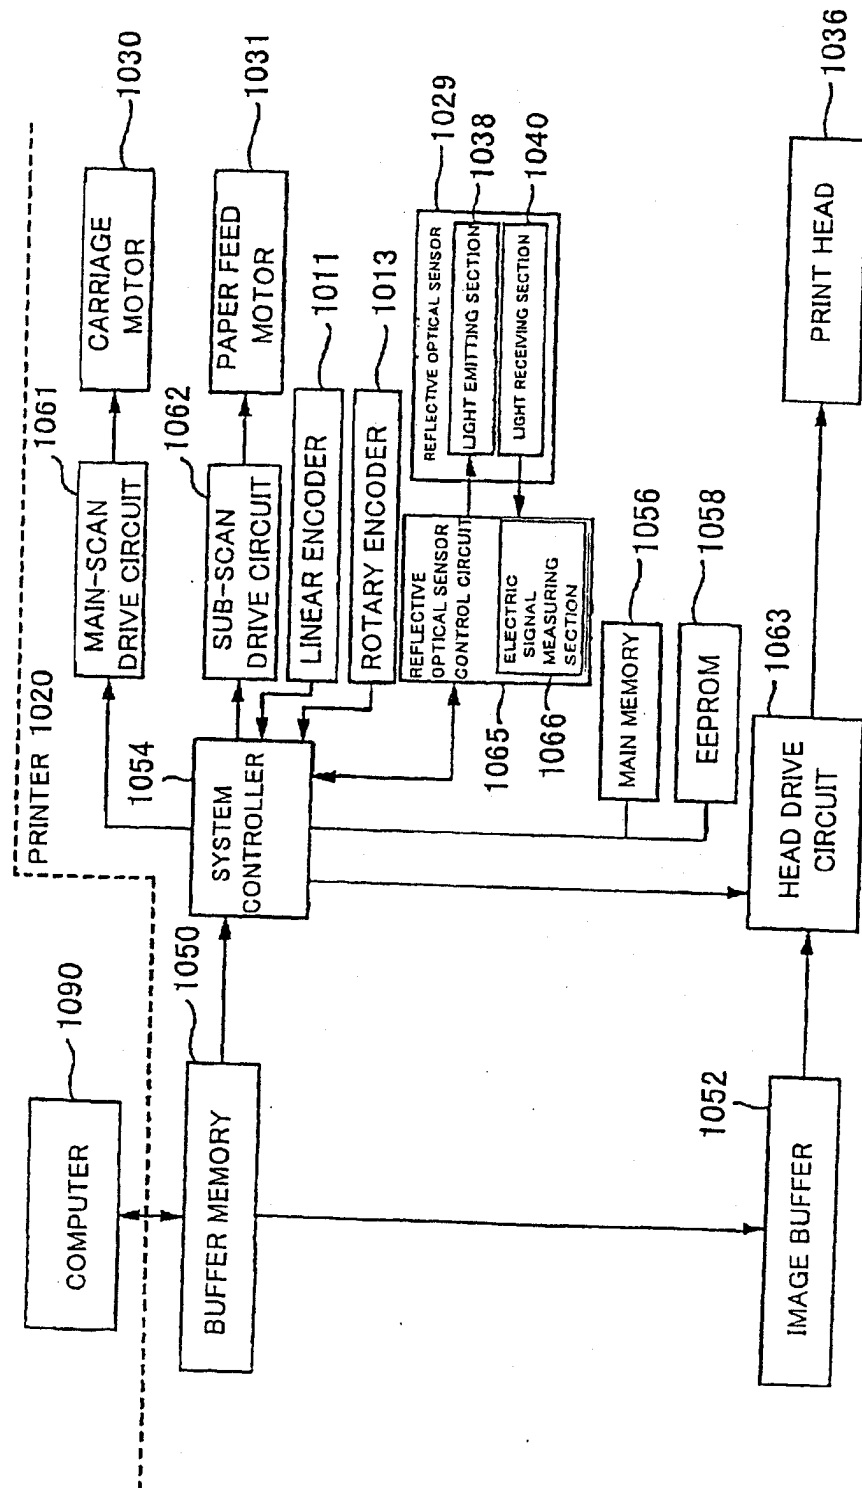 COMPUTER
1090
PRINTER 1020
BUFFER MEMORY
1050
SYSTEM
CONTROLLER
1054
MAIN-SCAN
DRIVE CIRCUIT
1061
CARRIAGE
MOTOR
1030
SUB-SCAN
DRIVE CIRCUIT
1062
PAPER FEED
MOTOR
1031
LINEAR ENCODER
1011
ROTARY ENCODER
1013
REFLECTIVE
OPTICAL SENSOR
CONTROL CIRCUIT
ELECTRIC
SIGNAL
MEASURING
SECTION
1065
1066
REFLECTIVE OPTICAL SENSOR
LIGHT EMITTING SECTION
LIGHT RECEIVING SECTION
1029
1038
1040
MAIN MEMORY
1056
EEPROM
1058
IMAGE BUFFER
1052
HEAD DRIVE
CIRCUIT
1063
PRINT HEAD
1036